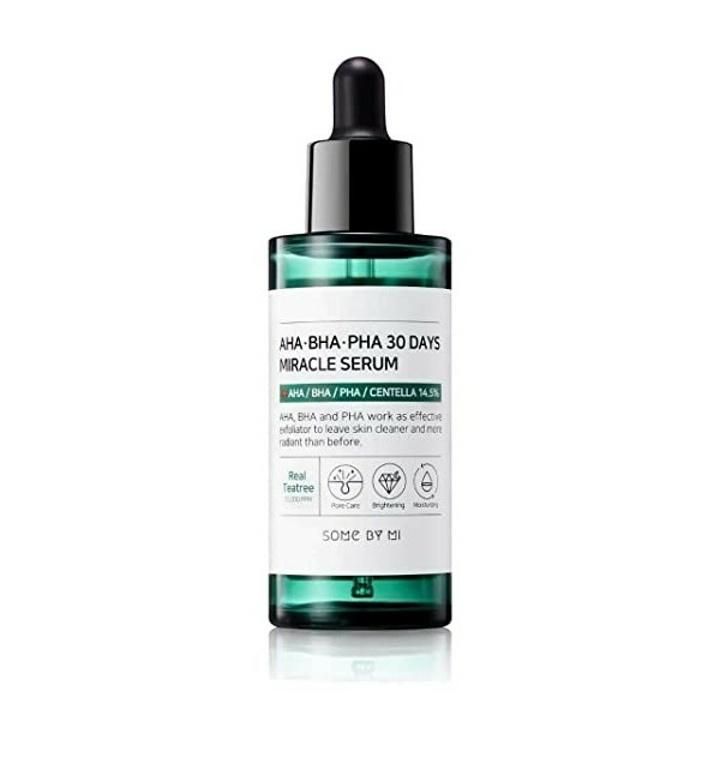 AHA·BHA·PHA 30 DAYS
MIRACLE SERUM
AHA / BHA / PHA / CENTELLA 14.5%
AHA, BHA and PHA work as effective
exfoliator to leave skin cleaner and more
radiant than before.
Real
Teatree
Pore Care
Brightening
Moisturizing
SOME BY MI